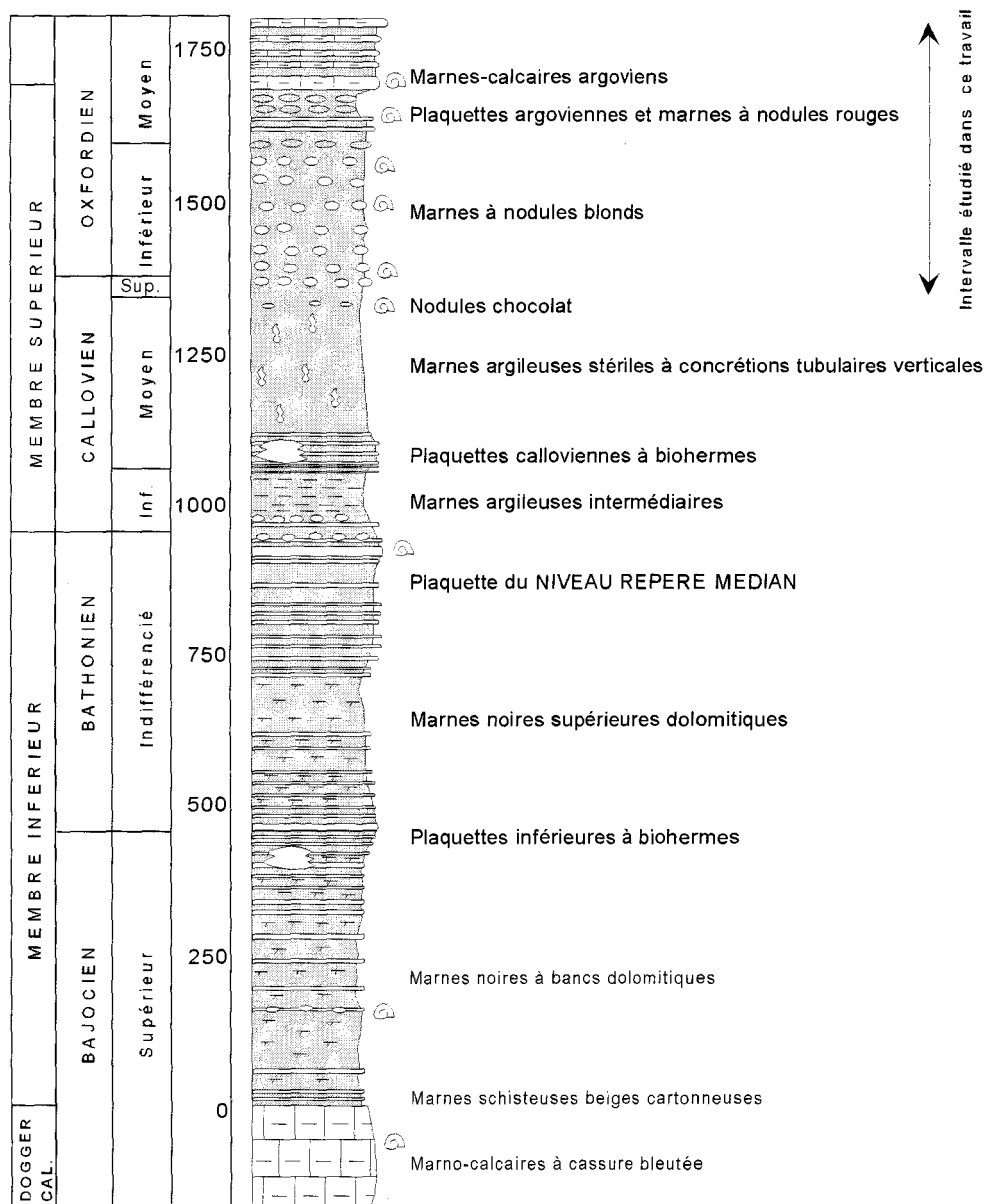 Intervalle étudié dans ce travail
MEMBRE SUPERIEUR
MEMBRE INFERIEUR
DOGGER
CAL.
OXFORDIEN
CALLOVIEN
BATHONIEN
BAJOCIEN
Moyen
Inférieur
Sup.
Moyen
Inf.
Indifférencié
Supérieur
1750
1500
1250
1000
750
500
250
0
Marnes-calcaires argoviens
Plaquettes argoviennes et marnes à nodules rouges
Marnes à nodules blonds
Nodules chocolat
Marnes argileuses stériles à concrétions tubulaires verticales
Plaquettes calloviennes à biohermes
Marnes argileuses intermédiaires
Plaquette du NIVEAU REPERE MEDIAN
Marnes noires supérieures dolomitiques
Plaquettes inférieures à biohermes
Marnes noires à bancs dolomitiques
Marnes schisteuses beiges cartonneuses
Marno-calcaires à cassure bleutée